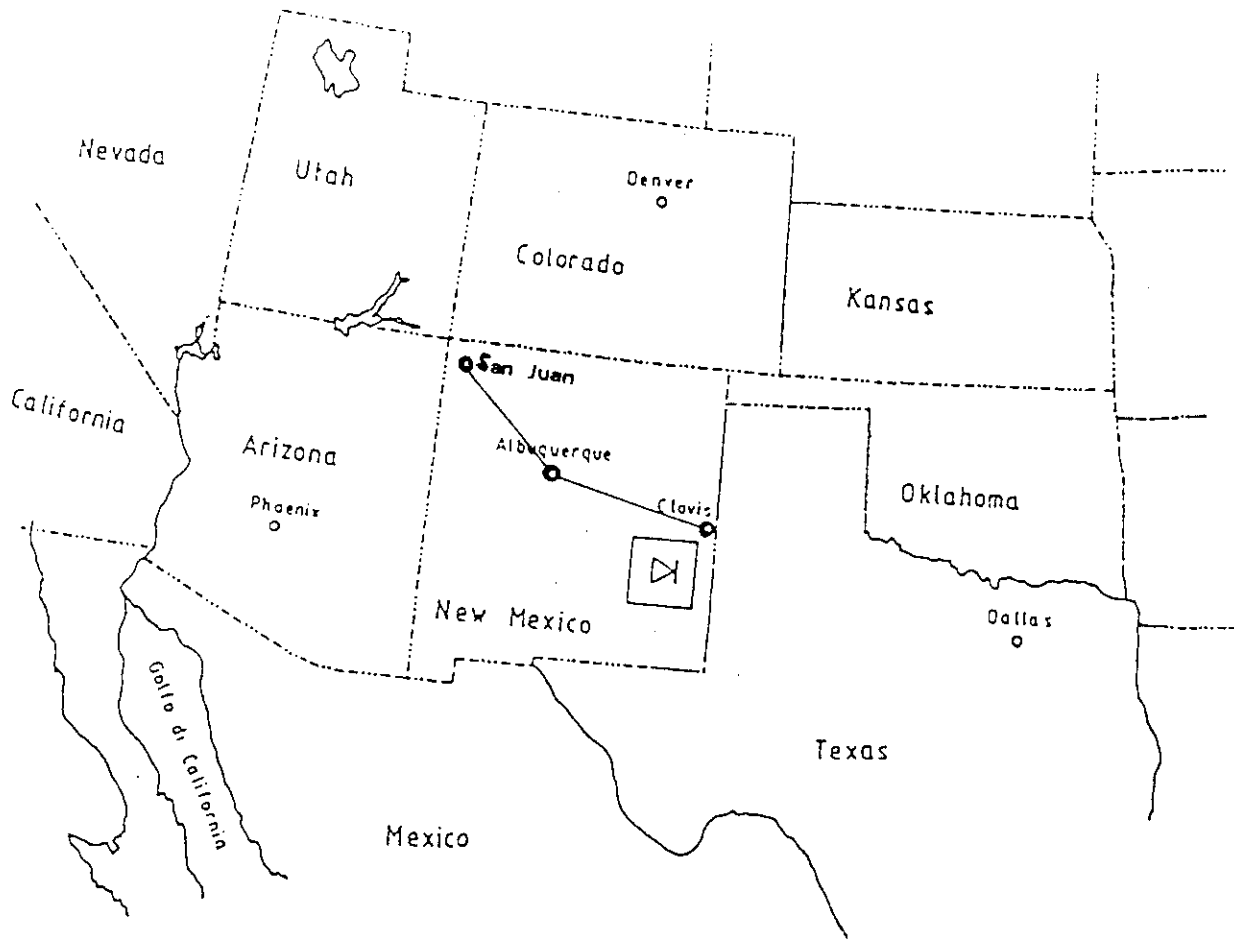 Nevada
Utah
Denver
Colorado
Kansas
San Juan
California
Arizona
Albuquerque
Phoenix
Clovis
Oklahoma
New Mexico
Dallas
Golfo di California
Texas
Mexico